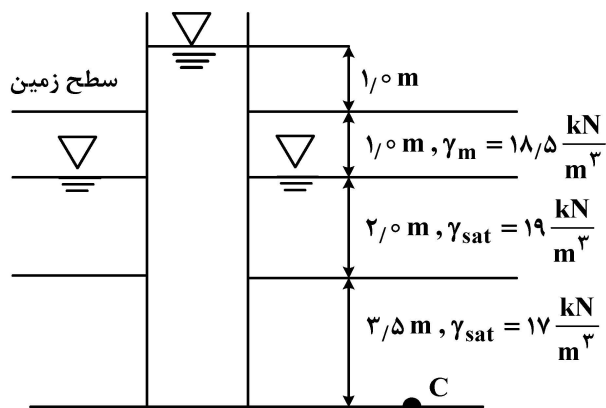 سطح زمین
۱/۰ m
۱/۰ m , γm = ۱۸/۵ kN/m۳
۲/۰ m , γsat = ۱۹ kN/m۳
۳/۵ m , γsat = ۱۷ kN/m۳
C